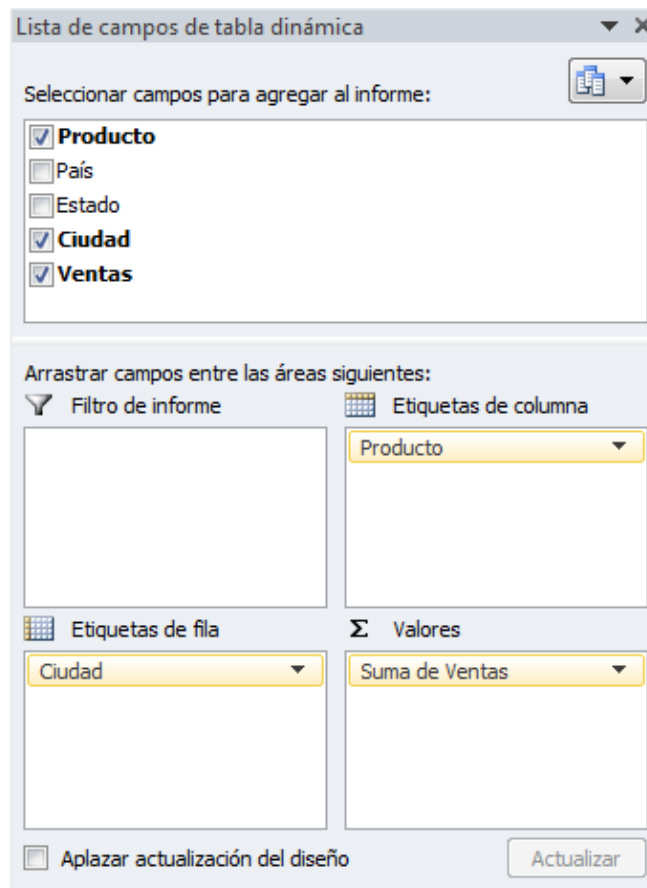 Lista de campos de tabla dinámica
Seleccionar campos para agregar al informe:
Producto
País
Estado
Ciudad
Ventas
Arrastrar campos entre las áreas siguientes:
Filtro de informe
Etiquetas de columna
Producto
Etiquetas de fila
Σ Valores
Ciudad
Suma de Ventas
Aplazar actualización del diseño
Actualizar